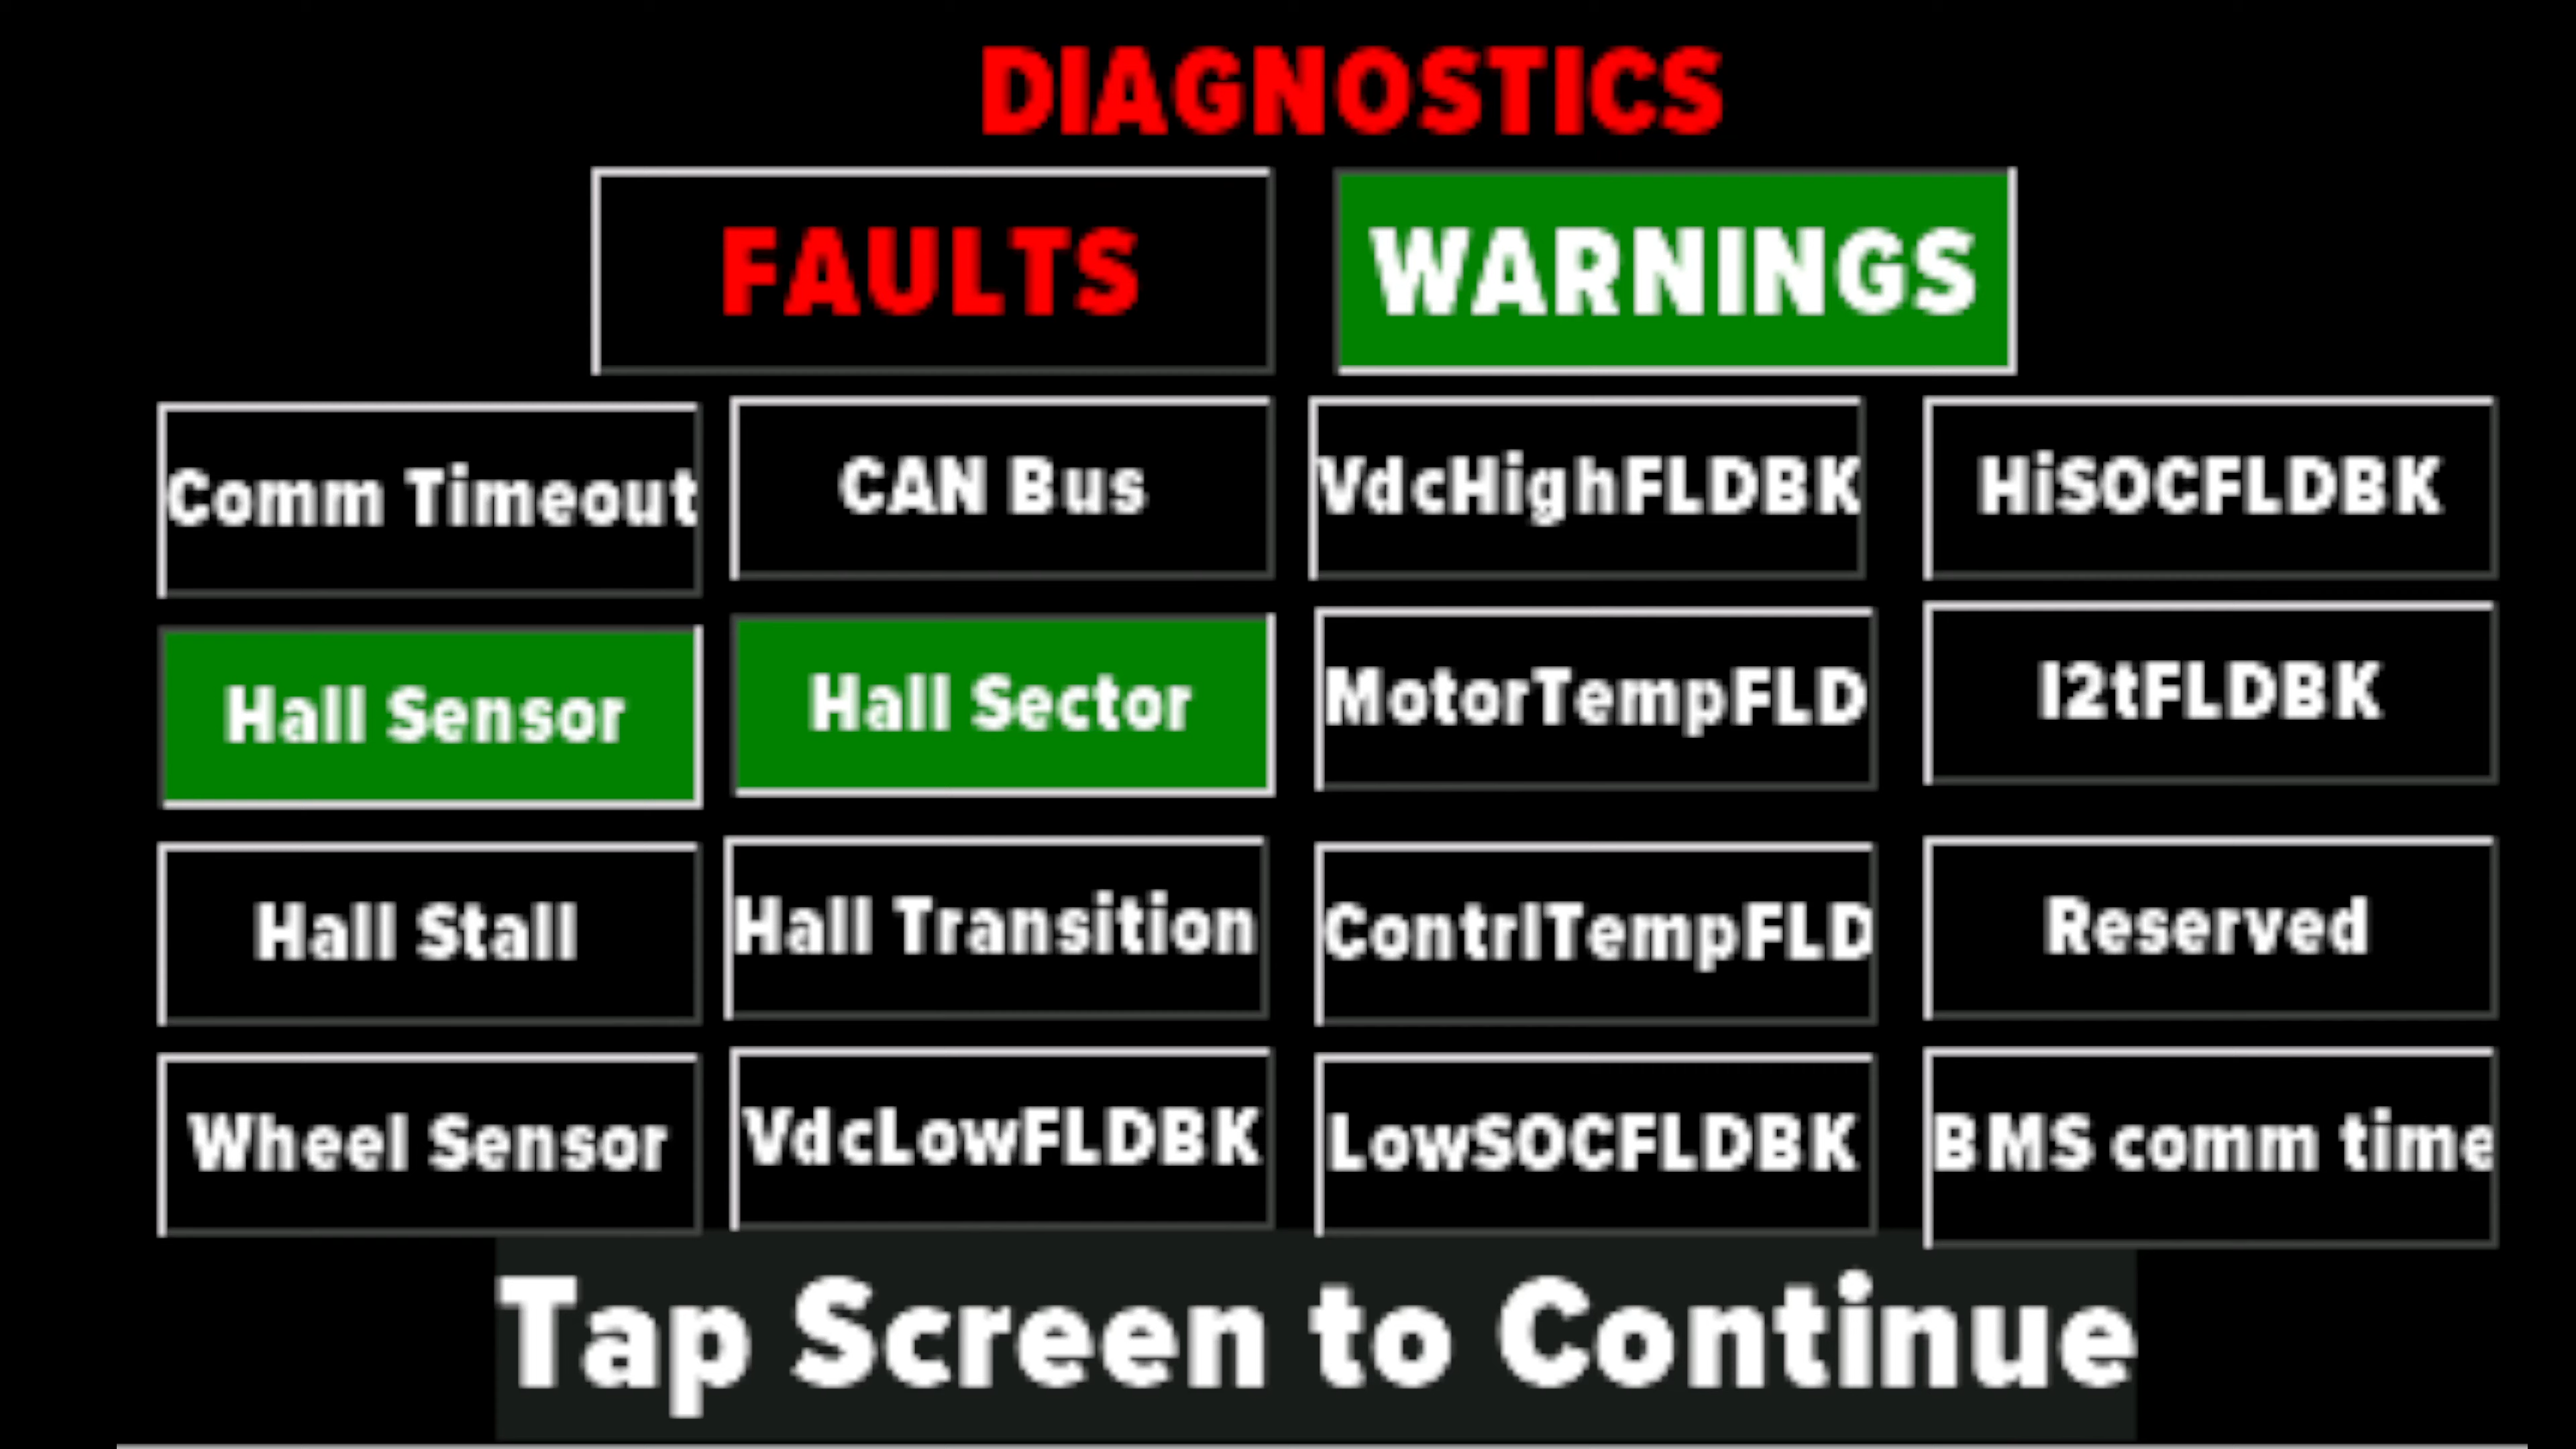 DIAGNOSTICS
FAULTS WARNINGS
Comm Timeout CAN Bus VdcHighFLDBK HiSOCFLDBK
Hall Sensor Hall Sector MotorTempFLD I2tFLDBK
Hall Stall Hall Transition ContrlTempFLD Reserved
Wheel Sensor VdcLowFLDBK LowSOCFLDBK BMS comm time
Tap Screen to Continue